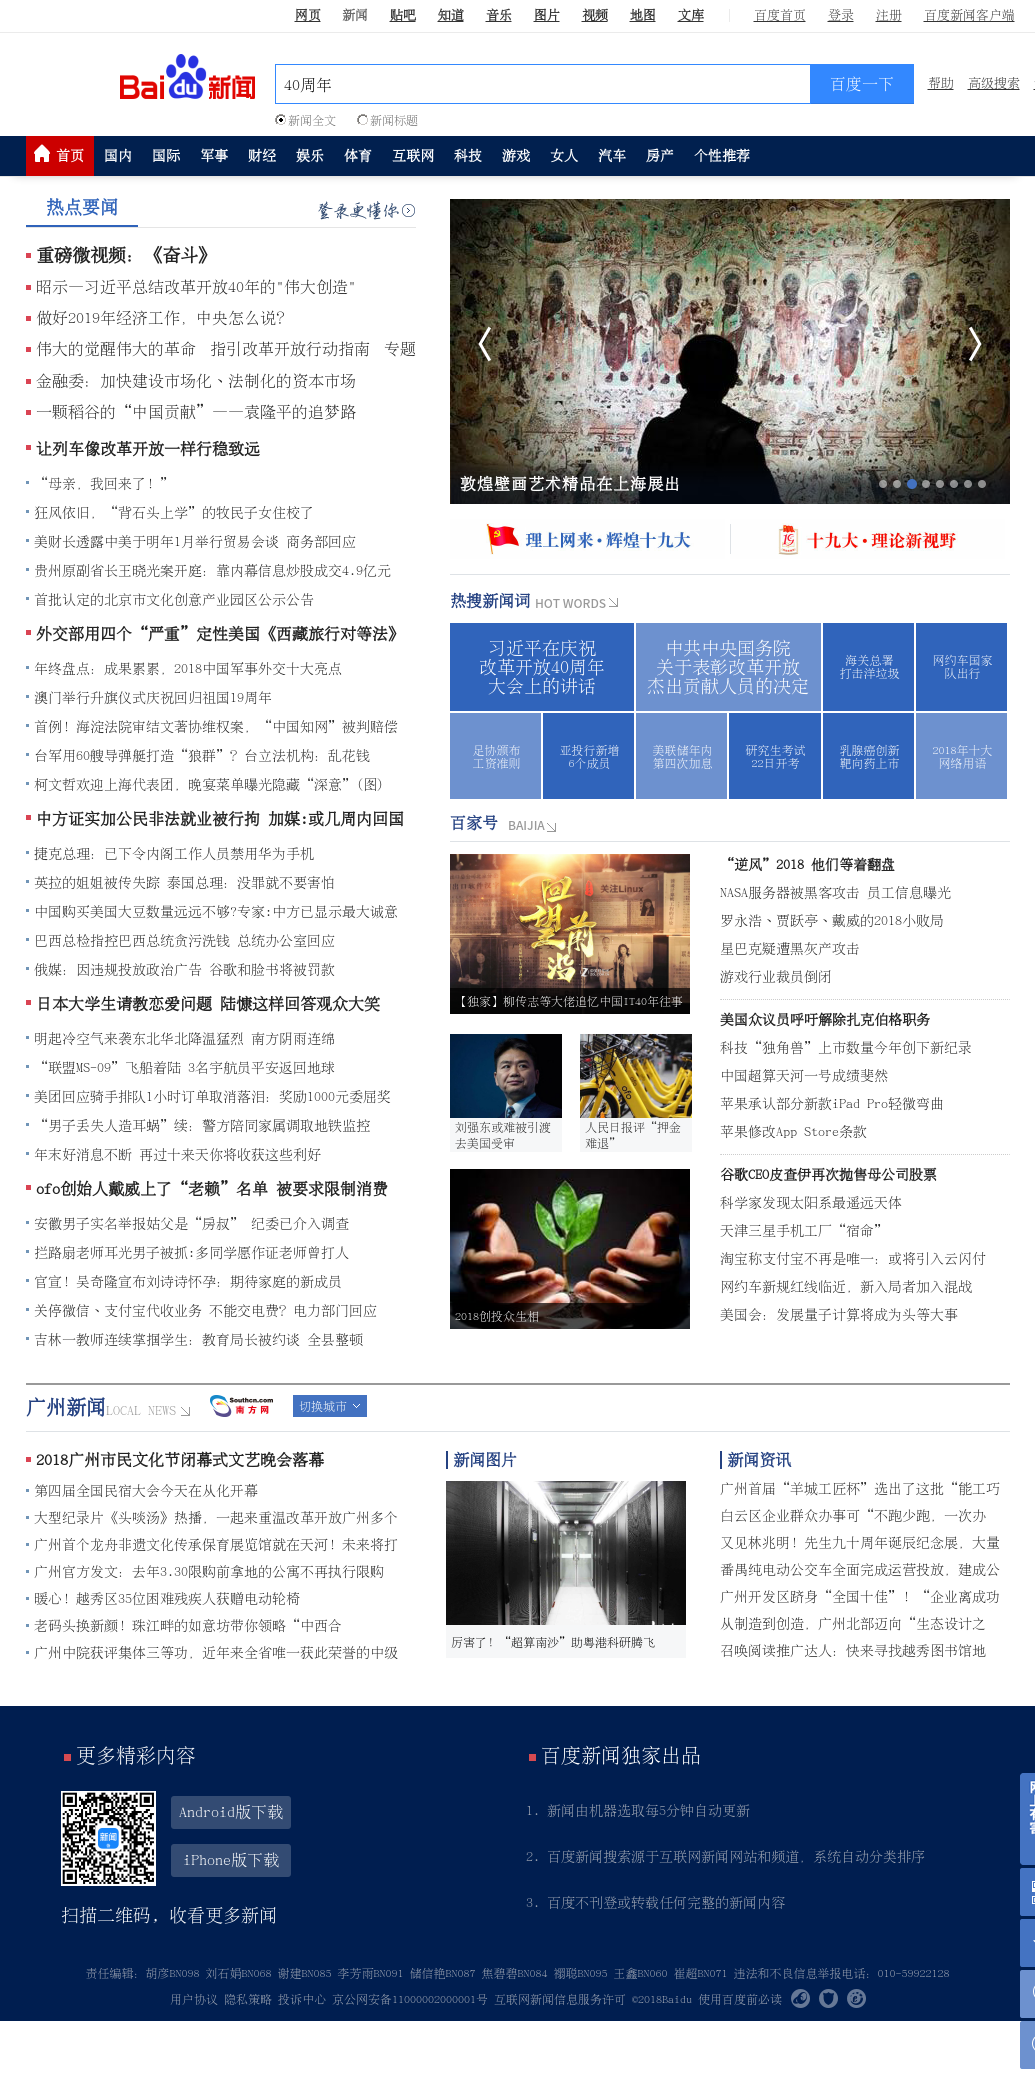 网页 新闻 贴吧 知道 音乐 图片 视频 地图 文库 百度首页 登录 注册 百度新闻客户端
Bai du 新闻
40周年 百度一下 帮助 高级搜索
新闻全文 新闻标题
首页 国内 国际 军事 财经 娱乐 体育 互联网 科技 游戏 女人 汽车 房产 个性推荐
热点要闻 登录更懂你
重磅微视频：《奋斗》
昭示—习近平总结改革开放40年的"伟大创造"
做好2019年经济工作，中央怎么说？
伟大的觉醒伟大的革命 指引改革开放行动指南 专题
金融委：加快建设市场化、法制化的资本市场
一颗稻谷的“中国贡献”——袁隆平的追梦路
让列车像改革开放一样行稳致远
“母亲，我回来了！”
狂风依旧，“背石头上学”的牧民子女住校了
美财长透露中美于明年1月举行贸易会谈 商务部回应
贵州原副省长王晓光案开庭：靠内幕信息炒股成交4.9亿元
首批认定的北京市文化创意产业园区公示公告
外交部用四个“严重”定性美国《西藏旅行对等法》
年终盘点：成果累累，2018中国军事外交十大亮点
澳门举行升旗仪式庆祝回归祖国19周年
首例！海淀法院审结文著协维权案，“中国知网”被判赔偿
台军用60艘导弹艇打造“狼群”？台立法机构：乱花钱
柯文哲欢迎上海代表团，晚宴菜单曝光隐藏“深意”(图)
中方证实加公民非法就业被行拘 加媒:或几周内回国
捷克总理：已下令内阁工作人员禁用华为手机
英拉的姐姐被传失踪 泰国总理：没罪就不要害怕
中国购买美国大豆数量远远不够?专家:中方已显示最大诚意
巴西总检指控巴西总统贪污洗钱 总统办公室回应
俄媒：因违规投放政治广告 谷歌和脸书将被罚款
日本大学生请教恋爱问题 陆慷这样回答观众大笑
明起冷空气来袭东北华北降温猛烈 南方阴雨连绵
“联盟MS-09”飞船着陆 3名宇航员平安返回地球
美团回应骑手排队1小时订单取消落泪：奖励1000元委屈奖
“男子丢失人造耳蜗”续：警方陪同家属调取地铁监控
年末好消息不断 再过十来天你将收获这些利好
ofo创始人戴威上了“老赖”名单 被要求限制消费
安徽男子实名举报姑父是“房叔” 纪委已介入调查
拦路扇老师耳光男子被抓:多同学愿作证老师曾打人
官宣！吴奇隆宣布刘诗诗怀孕：期待家庭的新成员
关停微信、支付宝代收业务 不能交电费？电力部门回应
吉林一教师连续掌掴学生：教育局长被约谈 全县整顿
敦煌壁画艺术精品在上海展出
理上网来·辉煌十九大 十九大·理论新视野
热搜新闻词 HOT WORDS
习近平在庆祝
改革开放40周年
大会上的讲话
中共中央国务院
关于表彰改革开放
杰出贡献人员的决定
海关总署
打击洋垃圾
网约车国家
队出行
足协颁布
工资准则
亚投行新增
6个成员
美联储年内
第四次加息
研究生考试
22日开考
乳腺癌创新
靶向药上市
2018年十大
网络用语
百家号 BAIJIA
回望前沿
关注Linux
【独家】柳传志等大佬追忆中国IT40年往事
刘强东或难被引渡
去美国受审
人民日报评“押金
难退”
2018创投众生相
“逆风”2018 他们等着翻盘
NASA服务器被黑客攻击 员工信息曝光
罗永浩、贾跃亭、戴威的2018小败局
星巴克疑遭黑灰产攻击
游戏行业裁员倒闭
美国众议员呼吁解除扎克伯格职务
科技“独角兽”上市数量今年创下新纪录
中国超算天河一号成绩斐然
苹果承认部分新款iPad Pro轻微弯曲
苹果修改App Store条款
谷歌CEO皮查伊再次抛售母公司股票
科学家发现太阳系最遥远天体
天津三星手机工厂“宿命”
淘宝称支付宝不再是唯一：或将引入云闪付
网约车新规红线临近，新入局者加入混战
美国会：发展量子计算将成为头等大事
广州新闻 LOCAL NEWS Southcn.com 南方网 切换城市
2018广州市民文化节闭幕式文艺晚会落幕
第四届全国民宿大会今天在从化开幕
大型纪录片《头啖汤》热播，一起来重温改革开放广州多个
广州首个龙舟非遗文化传承保育展览馆就在天河！未来将打
广州官方发文：去年3.30限购前拿地的公寓不再执行限购
暖心！越秀区35位困难残疾人获赠电动轮椅
老码头换新颜！珠江畔的如意坊带你领略“中西合
广州中院获评集体三等功，近年来全省唯一获此荣誉的中级
新闻图片
厉害了！“超算南沙”助粤港科研腾飞
新闻资讯
广州首届“羊城工匠杯”选出了这批“能工巧
白云区企业群众办事可“不跑少跑，一次办
又见林兆明！先生九十周年诞辰纪念展，大量
番禺纯电动公交车全面完成运营投放，建成公
广州开发区跻身“全国十佳”！“企业离成功
从制造到创造，广州北部迈向“生态设计之
召唤阅读推广达人：快来寻找越秀图书馆地
更多精彩内容
新闻
Android版下载
iPhone版下载
扫描二维码，收看更多新闻
百度新闻独家出品
1. 新闻由机器选取每5分钟自动更新
2. 百度新闻搜索源于互联网新闻网站和频道，系统自动分类排序
3. 百度不刊登或转载任何完整的新闻内容
责任编辑：胡彦BN098 刘石娟BN068 谢建BN085 李芳雨BN091 储信艳BN087 焦碧碧BN084 禤聪BN095 王鑫BN060 崔超BN071 违法和不良信息举报电话：010-59922128
用户协议 隐私策略 投诉中心 京公网安备11000002000001号 互联网新闻信息服务许可 ©2018Baidu 使用百度前必读